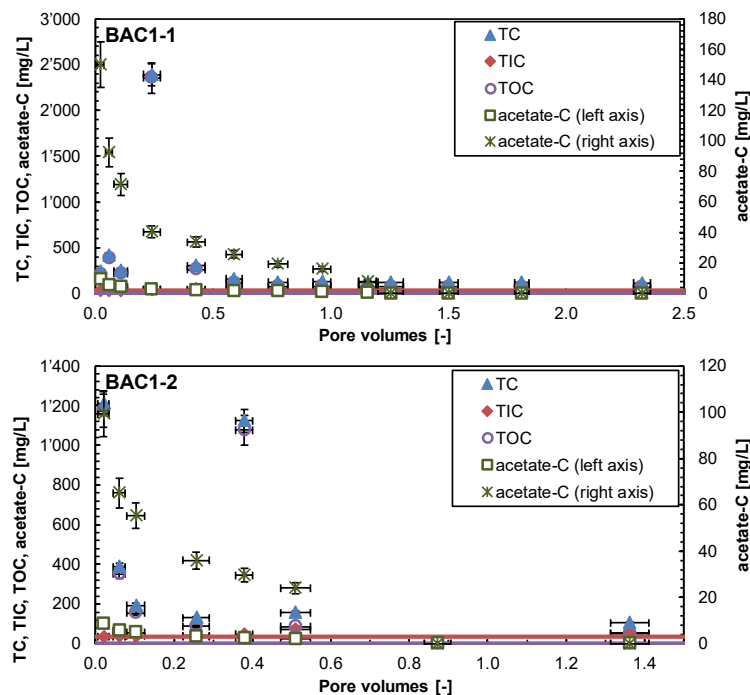 BAC1-1
TC
TIC
TOC
acetate-C (left axis)
acetate-C (right axis)
TC, TIC, TOC, acetate-C [mg/L]
3'000
2'500
2'000
1'500
1'000
500
0
acetate-C [mg/L]
180
160
140
120
100
80
60
40
20
0
0.0 0.5 1.0 1.5 2.0 2.5
Pore volumes [-]
BAC1-2
TC
TIC
TOC
acetate-C (left axis)
acetate-C (right axis)
TC, TIC, TOC, acetate-C [mg/L]
1'400
1'200
1'000
800
600
400
200
0
acetate-C [mg/L]
120
100
80
60
40
20
0
0.0 0.2 0.4 0.6 0.8 1.0 1.2 1.4
Pore volumes [-]